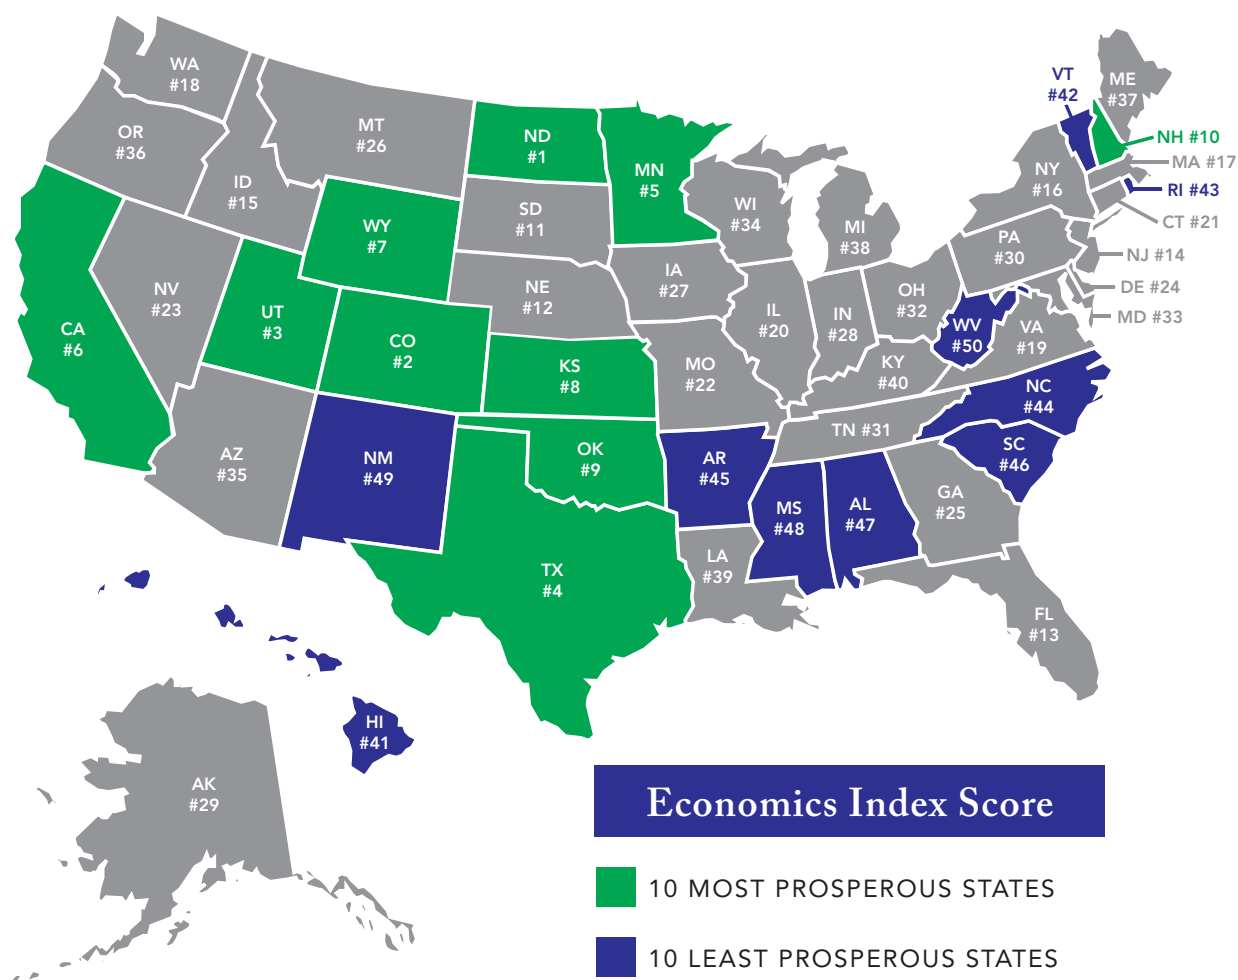 WA
#18
OR
#36
CA
#6
NV
#23
ID
#15
MT
#26
WY
#7
UT
#3
CO
#2
AZ
#35
NM
#49
ND
#1
SD
#11
NE
#12
KS
#8
OK
#9
TX
#4
MN
#5
IA
#27
MO
#22
AR
#45
LA
#39
WI
#34
IL
#20
MI
#38
IN
#28
OH
#32
KY
#40
TN #31
MS
#48
AL
#47
GA
#25
FL
#13
SC
#46
NC
#44
VA
#19
WV
#50
PA
#30
NY
#16
VT
#42
ME
#37
NH #10
MA #17
RI #43
CT #21
NJ #14
DE #24
MD #33
AK
#29
HI
#41
Economics Index Score
10 MOST PROSPEROUS STATES
10 LEAST PROSPEROUS STATES